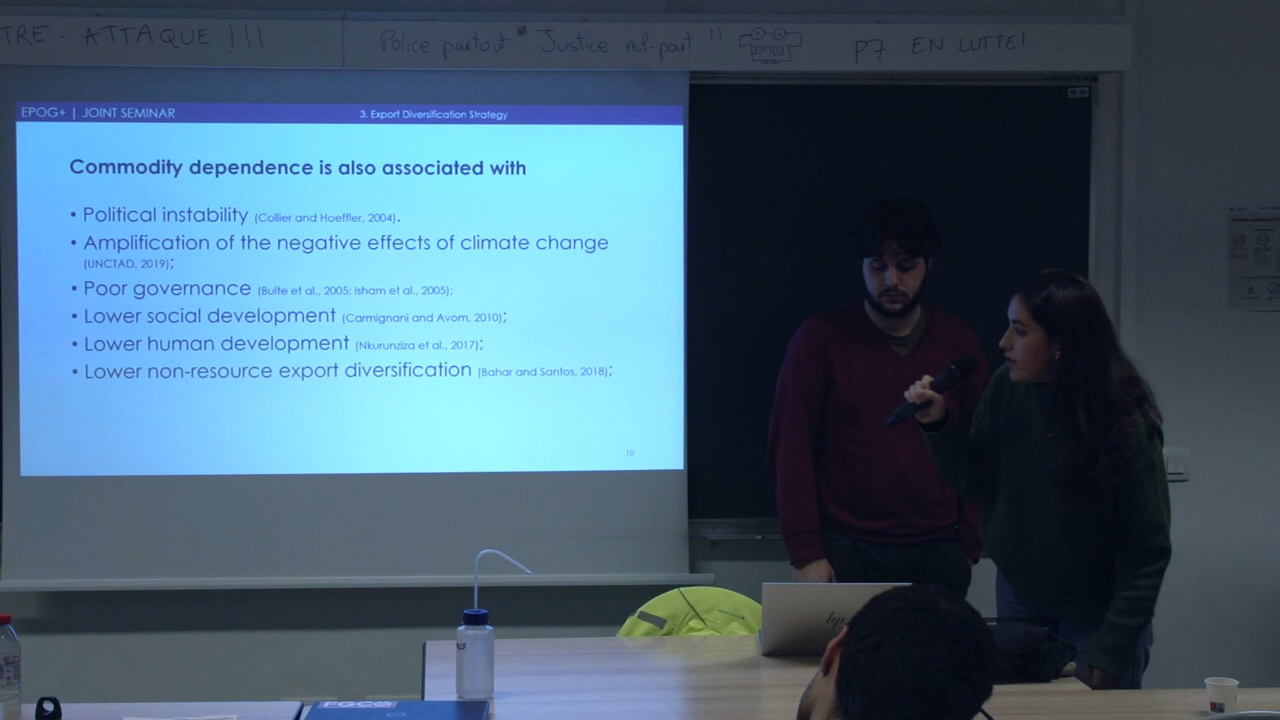 TRE - ATTAQUE !!!
Police partout Justice nul-part !!
P7 EN LUTTE!
EPOG+ | JOINT SEMINAR
3. Export Diversification Strategy
Commodity dependence is also associated with
• Political instability (Collier and Hoeffler, 2004).
• Amplification of the negative effects of climate change
(UNCTAD, 2019);
• Poor governance (Bulte et al., 2005; Isham et al., 2005);
• Lower social development (Carmignani and Avom, 2010);
• Lower human development (Nkurunziza et al., 2017);
• Lower non-resource export diversification (Bahar and Santos, 2018);
10
hp